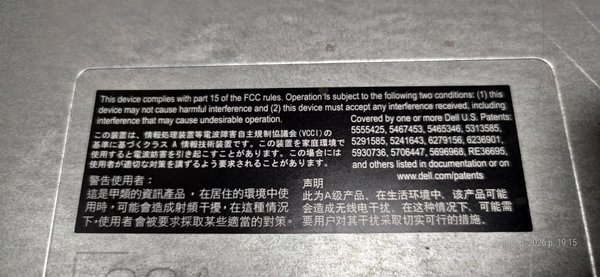 This device complies with part 15 of the FCC rules. Operation is subject to the following two conditions: (1) this
device may not cause harmful interference and (2) this device must accept any interference received, including
interference that may cause undesirable operation.
この装置は、情報処理装置等電波障害自主規制協議会（VCCI）の
基準に基づくクラス A 情報技術装置です。この装置を家庭環境で
使用すると電波妨害を引き起こすことがあります。この場合には
使用者が適切な対策を講ずるよう要求されることがあります。
Covered by one or more Dell U.S. Patents:
5555425, 5467453, 5465346, 5313585,
5291585, 5241643, 6279156, 6236901,
5930736, 5706447, 5696968, RE36695,
and others listed in documentation or on
www.dell/patents
警告使用者：
這是甲類的資訊產品，在居住的環境中使
用時，可能會造成射頻干擾，在這種情況
下，使用者會被要求採取某些適當的對策。
声明
此为A级产品，在生活环境中，该产品可能
会造成无线电干扰。在这种情况下，可能需
要用户对其干扰采取切实可行的措施。
2026 р. 19:15